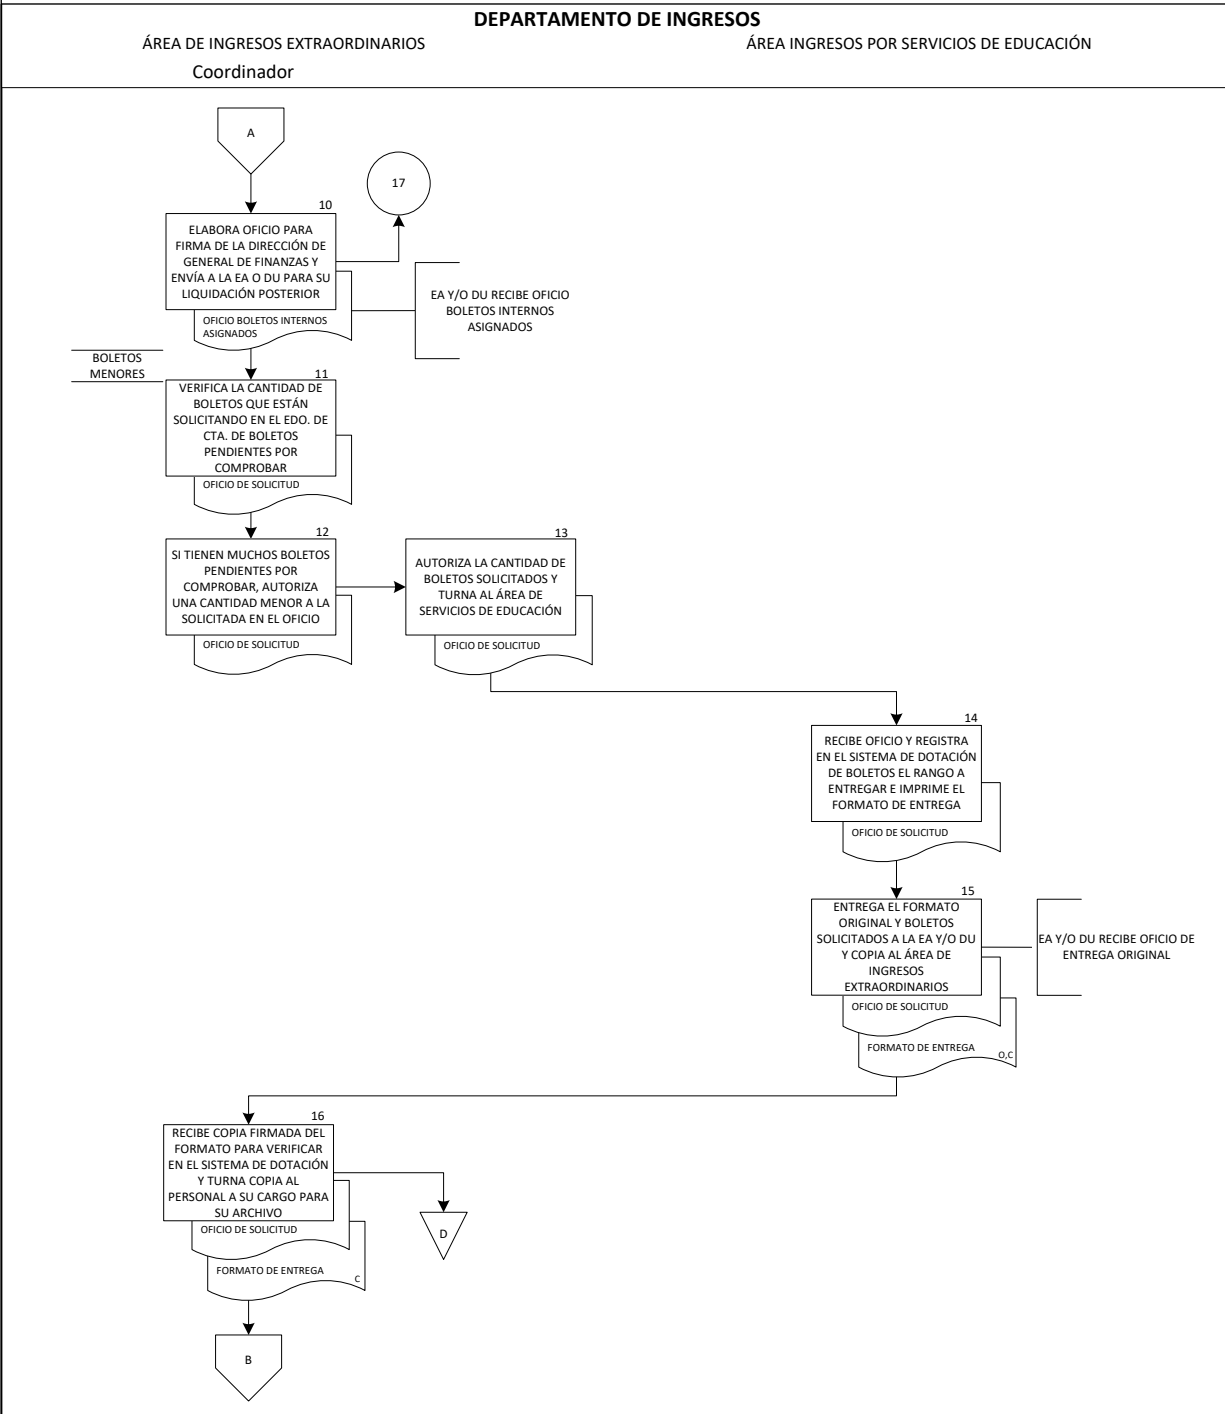 DEPARTAMENTO DE INGRESOS
ÁREA DE INGRESOS EXTRAORDINARIOS
ÁREA INGRESOS POR SERVICIOS DE EDUCACIÓN
Coordinador
A
17
10
ELABORA OFICIO PARA
FIRMA DE LA DIRECCIÓN DE
GENERAL DE FINANZAS Y
ENVÍA A LA EA O DU PARA SU
LIQUIDACIÓN POSTERIOR
OFICIO BOLETOS INTERNOS
ASIGNADOS
EA Y/O DU RECIBE OFICIO
BOLETOS INTERNOS
ASIGNADOS
BOLETOS
MENORES
11
VERIFICA LA CANTIDAD DE
BOLETOS QUE ESTÁN
SOLICITANDO EN EL EDO. DE
CTA. DE BOLETOS
PENDIENTES POR
COMPROBAR
OFICIO DE SOLICITUD
12
SI TIENEN MUCHOS BOLETOS
PENDIENTES POR
COMPROBAR, AUTORIZA
UNA CANTIDAD MENOR A LA
SOLICITADA EN EL OFICIO
OFICIO DE SOLICITUD
13
AUTORIZA LA CANTIDAD DE
BOLETOS SOLICITADOS Y
TURNA AL ÁREA DE
SERVICIOS DE EDUCACIÓN
OFICIO DE SOLICITUD
14
RECIBE OFICIO Y REGISTRA
EN EL SISTEMA DE DOTACIÓN
DE BOLETOS EL RANGO A
ENTREGAR E IMPRIME EL
FORMATO DE ENTREGA
OFICIO DE SOLICITUD
15
ENTREGA EL FORMATO
ORIGINAL Y BOLETOS
SOLICITADOS A LA EA Y/O DU
Y COPIA AL ÁREA DE
INGRESOS
EXTRAORDINARIOS
OFICIO DE SOLICITUD
FORMATO DE ENTREGA
O,C
EA Y/O DU RECIBE OFICIO DE
ENTREGA ORIGINAL
16
RECIBE COPIA FIRMADA DEL
FORMATO PARA VERIFICAR
EN EL SISTEMA DE DOTACIÓN
Y TURNA COPIA AL
PERSONAL A SU CARGO PARA
SU ARCHIVO
OFICIO DE SOLICITUD
FORMATO DE ENTREGA
C
D
B